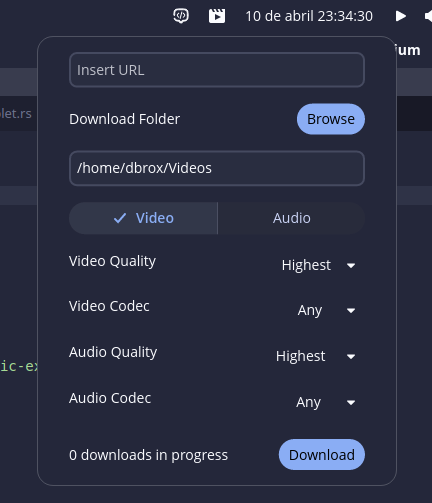 10 de abril 23:34:30
ium
let.rs
Insert URL
Download Folder
Browse
/home/dbrox/Videos
Video
Audio
Video Quality
Highest
Video Codec
Any
Audio Quality
Highest
ic-ex
Audio Codec
Any
0 downloads in progress
Download